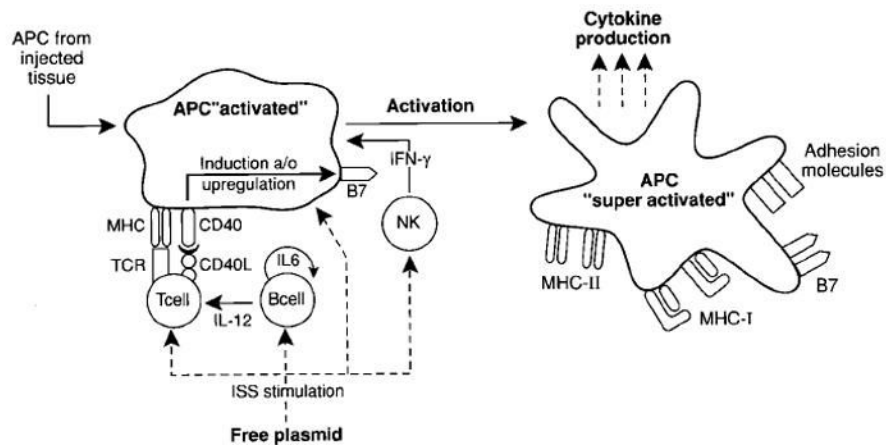 APC from
injected
tissue
APC"activated"
Activation
Cytokine
production
Induction a/o
upregulation
IFN-γ
B7
MHC
CD40
NK
TCR
CD40L
IL6
Tcell
Bcell
IL-12
ISS stimulation
Free plasmid
APC
"super activated"
Adhesion
molecules
MHC-II
MHC-I
B7